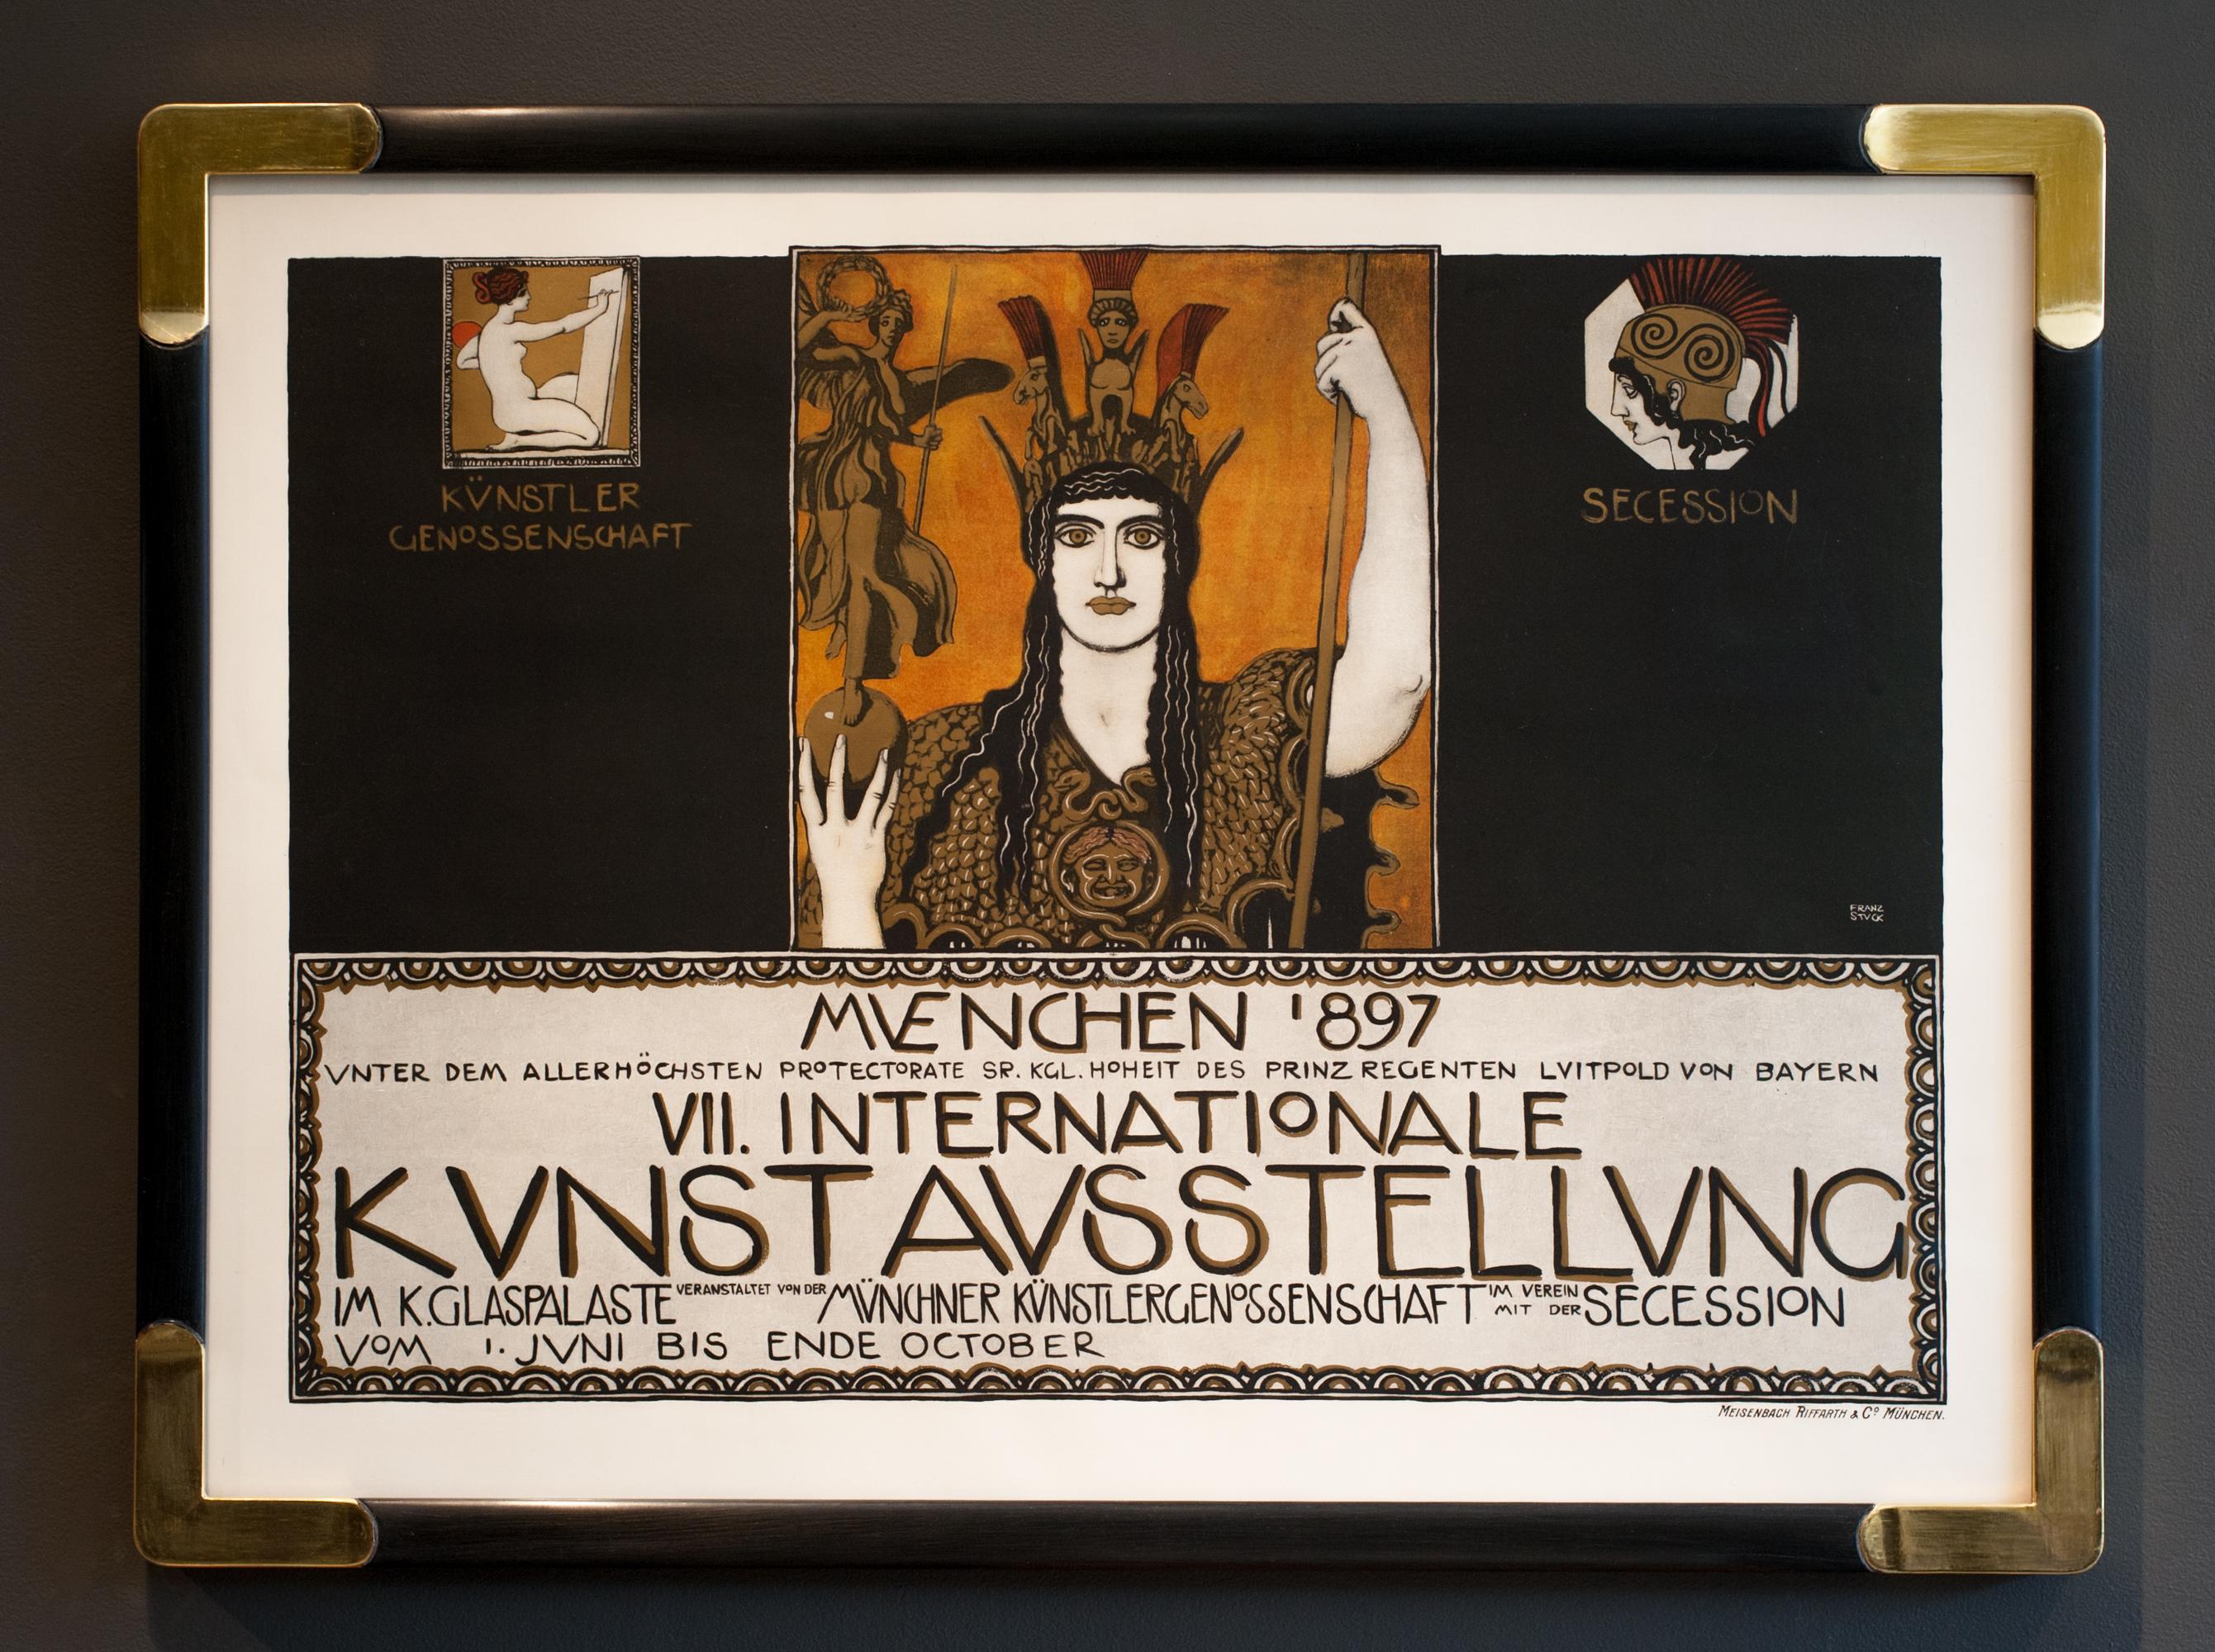 KÜNSTLER
GENOSSENSCHAFT
SECESSION
FRANZ
STVCK
MVENCHEN 1897
VNTER DEM ALLERHÖCHSTEN PROTECTORATE SR. KGL. HOHEIT DES PRINZ REGENTEN LVITPOLD VON BAYERN
VII. INTERNATIONALE
KVNSTAVSSTELLVNG
IM K. GLASPALASTE VERANSTALTET VON DER MÜNCHNER KÜNSTLERGENOSSENSCHAFT IM VEREIN MIT DER SECESSION
VOM 1. JVNI BIS ENDE OCTOBER
MEISENBACH RIFFARTH & Cº MÜNCHEN.